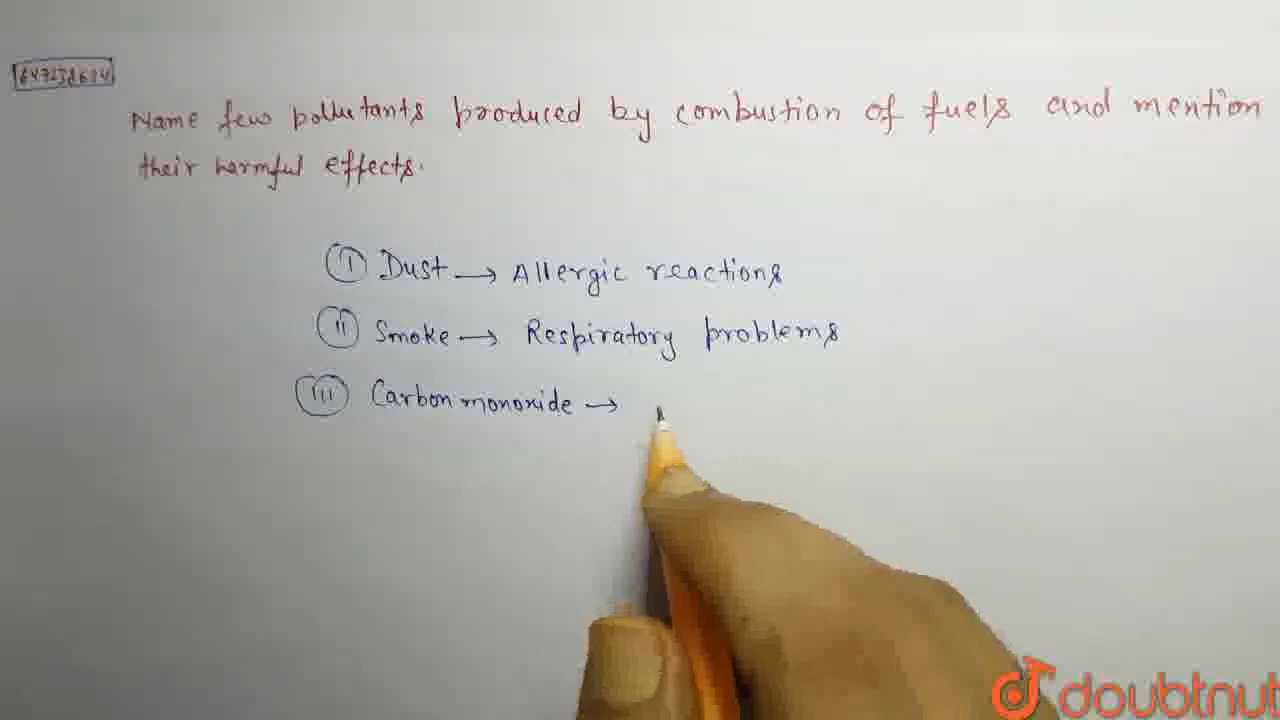 Name few pollutants produced by combustion of fuels and mention
their harmful effects.
I Dust → Allergic reactions
II Smoke → Respiratory problems
III Carbon monoxide →
doubtnut